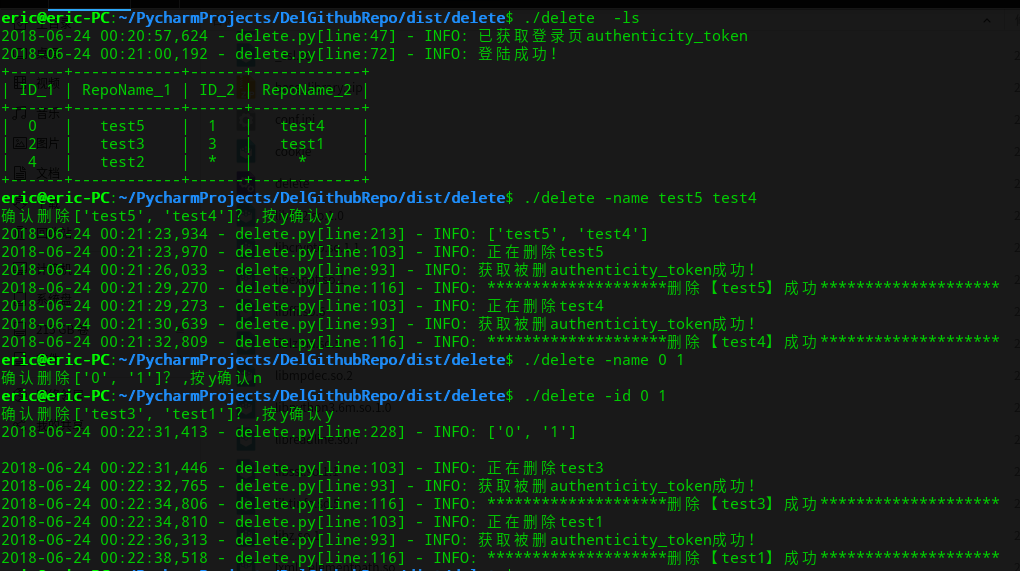 eric@eric-PC:~/PycharmProjects/DelGithubRepo/dist/delete$ ./delete  -ls
2018-06-24 00:20:57,624 - delete.py[line:47] - INFO: 已获取登录页authenticity_token
2018-06-24 00:21:00,192 - delete.py[line:72] - INFO: 登陆成功!
+------+------------+------+------------+
| ID_1 | RepoName_1 | ID_2 | RepoName_2 |
+------+------------+------+------------+
|  0   |   test5    |  1   |   test4    |
|  2   |   test3    |  3   |   test1    |
|  4   |   test2    |  *   |     *      |
+------+------------+------+------------+
eric@eric-PC:~/PycharmProjects/DelGithubRepo/dist/delete$ ./delete -name test5 test4
确认删除['test5', 'test4']? ,按y确认y
2018-06-24 00:21:23,934 - delete.py[line:213] - INFO: ['test5', 'test4']
2018-06-24 00:21:23,970 - delete.py[line:103] - INFO: 正在删除test5
2018-06-24 00:21:26,033 - delete.py[line:93] - INFO: 获取被删authenticity_token成功!
2018-06-24 00:21:29,270 - delete.py[line:116] - INFO: ********************删除【test5】成功********************
2018-06-24 00:21:29,273 - delete.py[line:103] - INFO: 正在删除test4
2018-06-24 00:21:30,639 - delete.py[line:93] - INFO: 获取被删authenticity_token成功!
2018-06-24 00:21:32,809 - delete.py[line:116] - INFO: ********************删除【test4】成功********************
eric@eric-PC:~/PycharmProjects/DelGithubRepo/dist/delete$ ./delete -name 0 1
确认删除['0', '1']? ,按y确认n
libmpdec.so.2
eric@eric-PC:~/PycharmProjects/DelGithubRepo/dist/delete$ ./delete -id 0 1
确认删除['test3', 'test1']? ,按y确认y
2018-06-24 00:22:31,413 - delete.py[line:228] - INFO: ['0', '1']
2018-06-24 00:22:31,446 - delete.py[line:103] - INFO: 正在删除test3
2018-06-24 00:22:32,765 - delete.py[line:93] - INFO: 获取被删authenticity_token成功!
2018-06-24 00:22:34,806 - delete.py[line:116] - INFO: ********************删除【test3】成功********************
2018-06-24 00:22:34,810 - delete.py[line:103] - INFO: 正在删除test1
2018-06-24 00:22:36,313 - delete.py[line:93] - INFO: 获取被删authenticity_token成功!
2018-06-24 00:22:38,518 - delete.py[line:116] - INFO: ********************删除【test1】成功********************